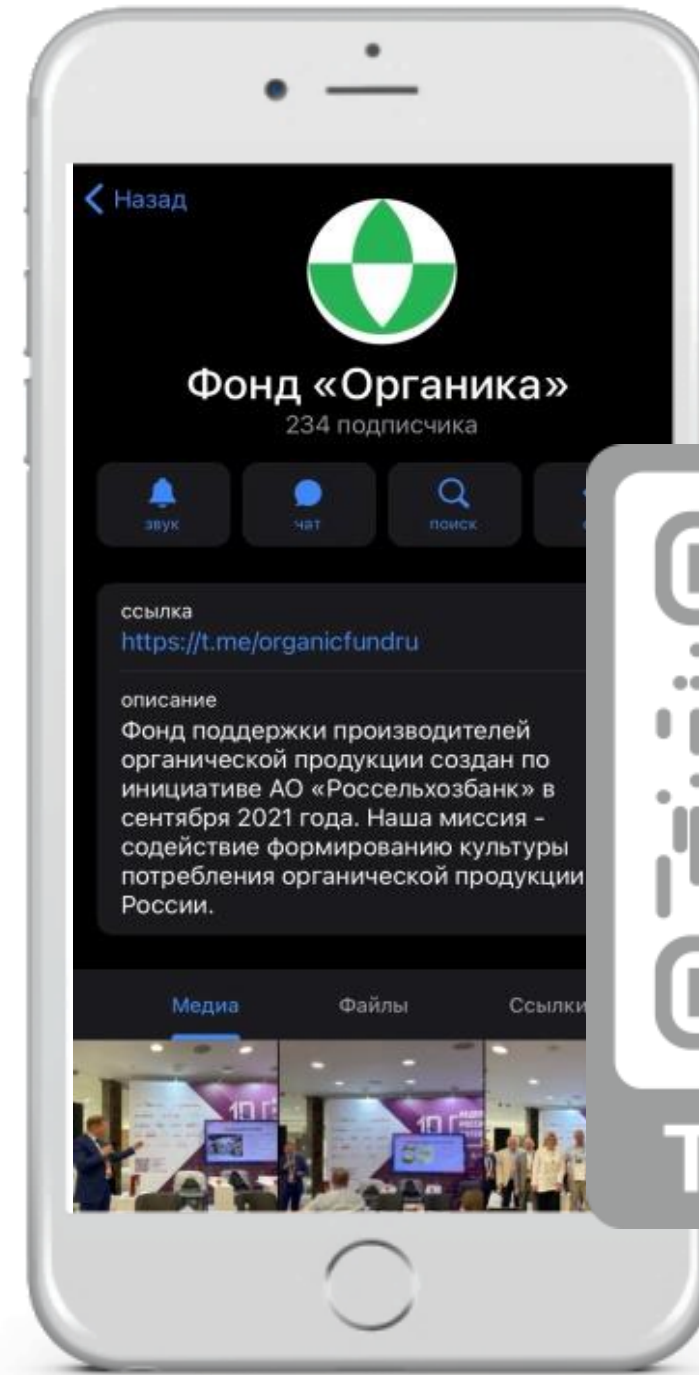 Назад
Фонд «Органика»
234 подписчика
звук
чат
поиск
ссылка
https://t.me/organicfundru
описание
Фонд поддержки производителей
органической продукции создан по
инициативе АО «Россельхозбанк» в
сентября 2021 года. Наша миссия -
содействие формированию культуры
потребления органической продукции
России.
Медиа
Файлы
Ссылки
10
T